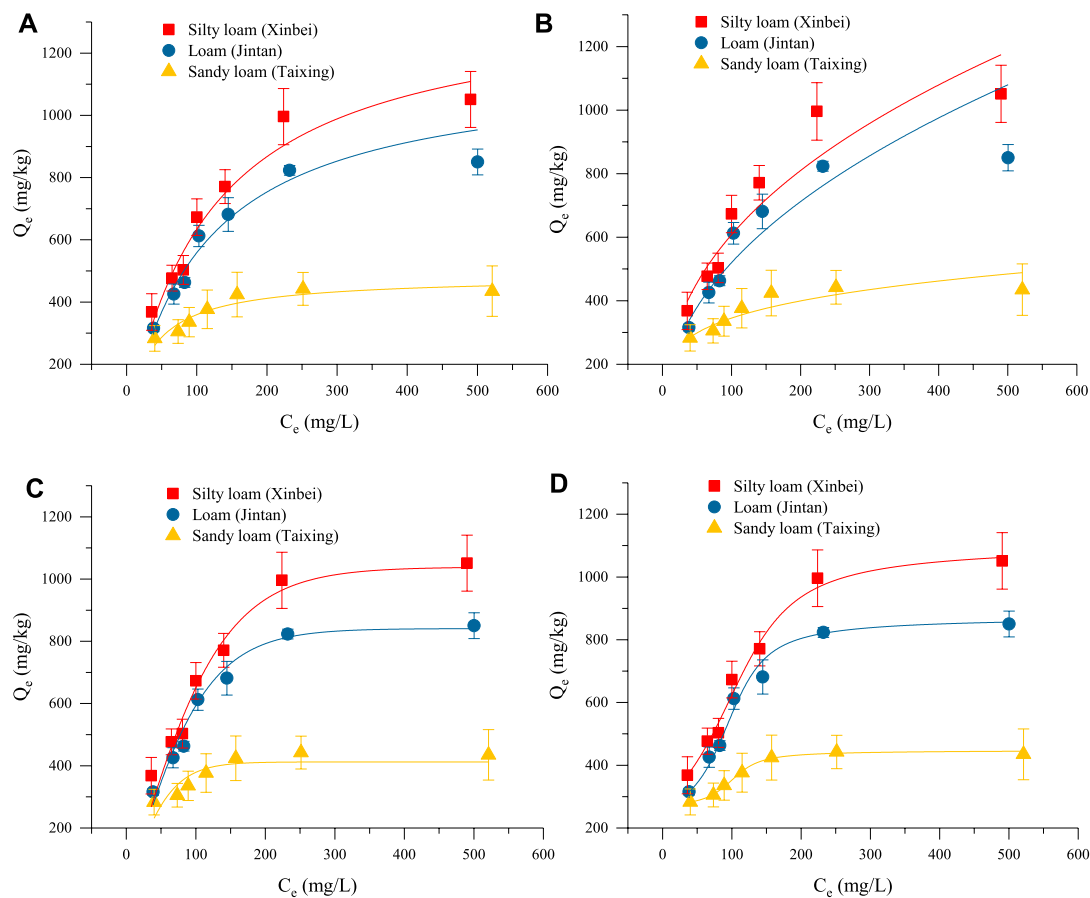 A
Silty loam (Xinbei)
Loam (Jintan)
Sandy loam (Taixing)
1200
1000
800
600
400
200
Qe (mg/kg)
0 100 200 300 400 500 600
Ce (mg/L)
B
Silty loam (Xinbei)
Loam (Jintan)
Sandy loam (Taixing)
1200
1000
800
600
400
200
Qe (mg/kg)
0 100 200 300 400 500 600
Ce (mg/L)
C
Silty loam (Xinbei)
Loam (Jintan)
Sandy loam (Taixing)
1200
1000
800
600
400
200
Qe (mg/kg)
0 100 200 300 400 500 600
Ce (mg/L)
D
Silty loam (Xinbei)
Loam (Jintan)
Sandy loam (Taixing)
1200
1000
800
600
400
200
Qe (mg/kg)
0 100 200 300 400 500 600
Ce (mg/L)